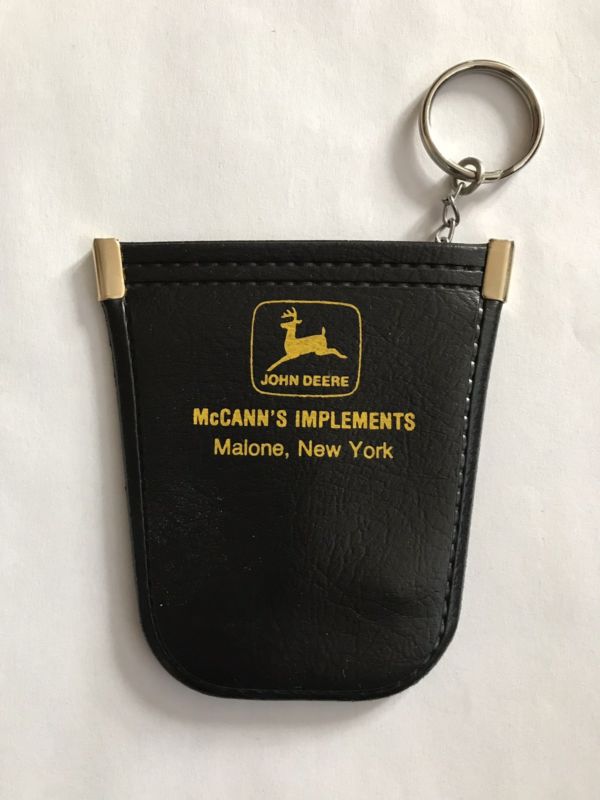 JOHN DEERE
McCANN'S IMPLEMENTS
Malone, New York